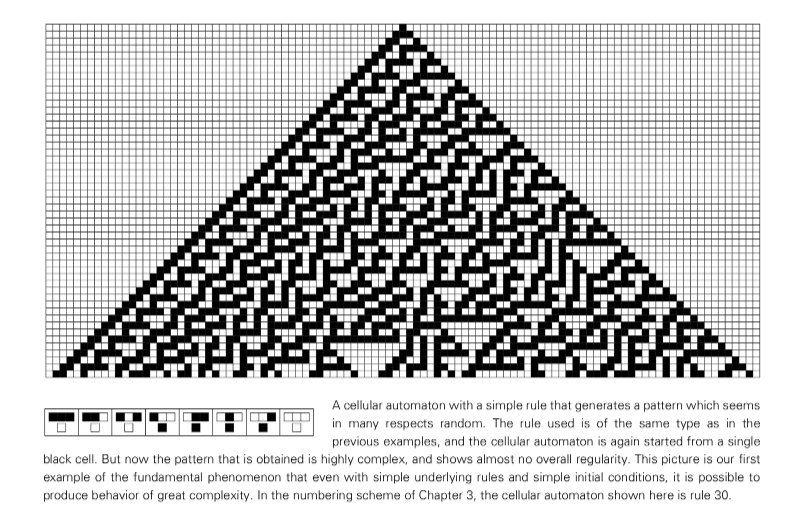 A cellular automaton with a simple rule that generates a pattern which seems
in many respects random. The rule used is of the same type as in the
previous examples, and the cellular automaton is again started from a single
black cell. But now the pattern that is obtained is highly complex, and shows almost no overall regularity. This picture is our first
example of the fundamental phenomenon that even with simple underlying rules and simple initial conditions, it is possible to
produce behavior of great complexity. In the numbering scheme of Chapter 3, the cellular automaton shown here is rule 30.